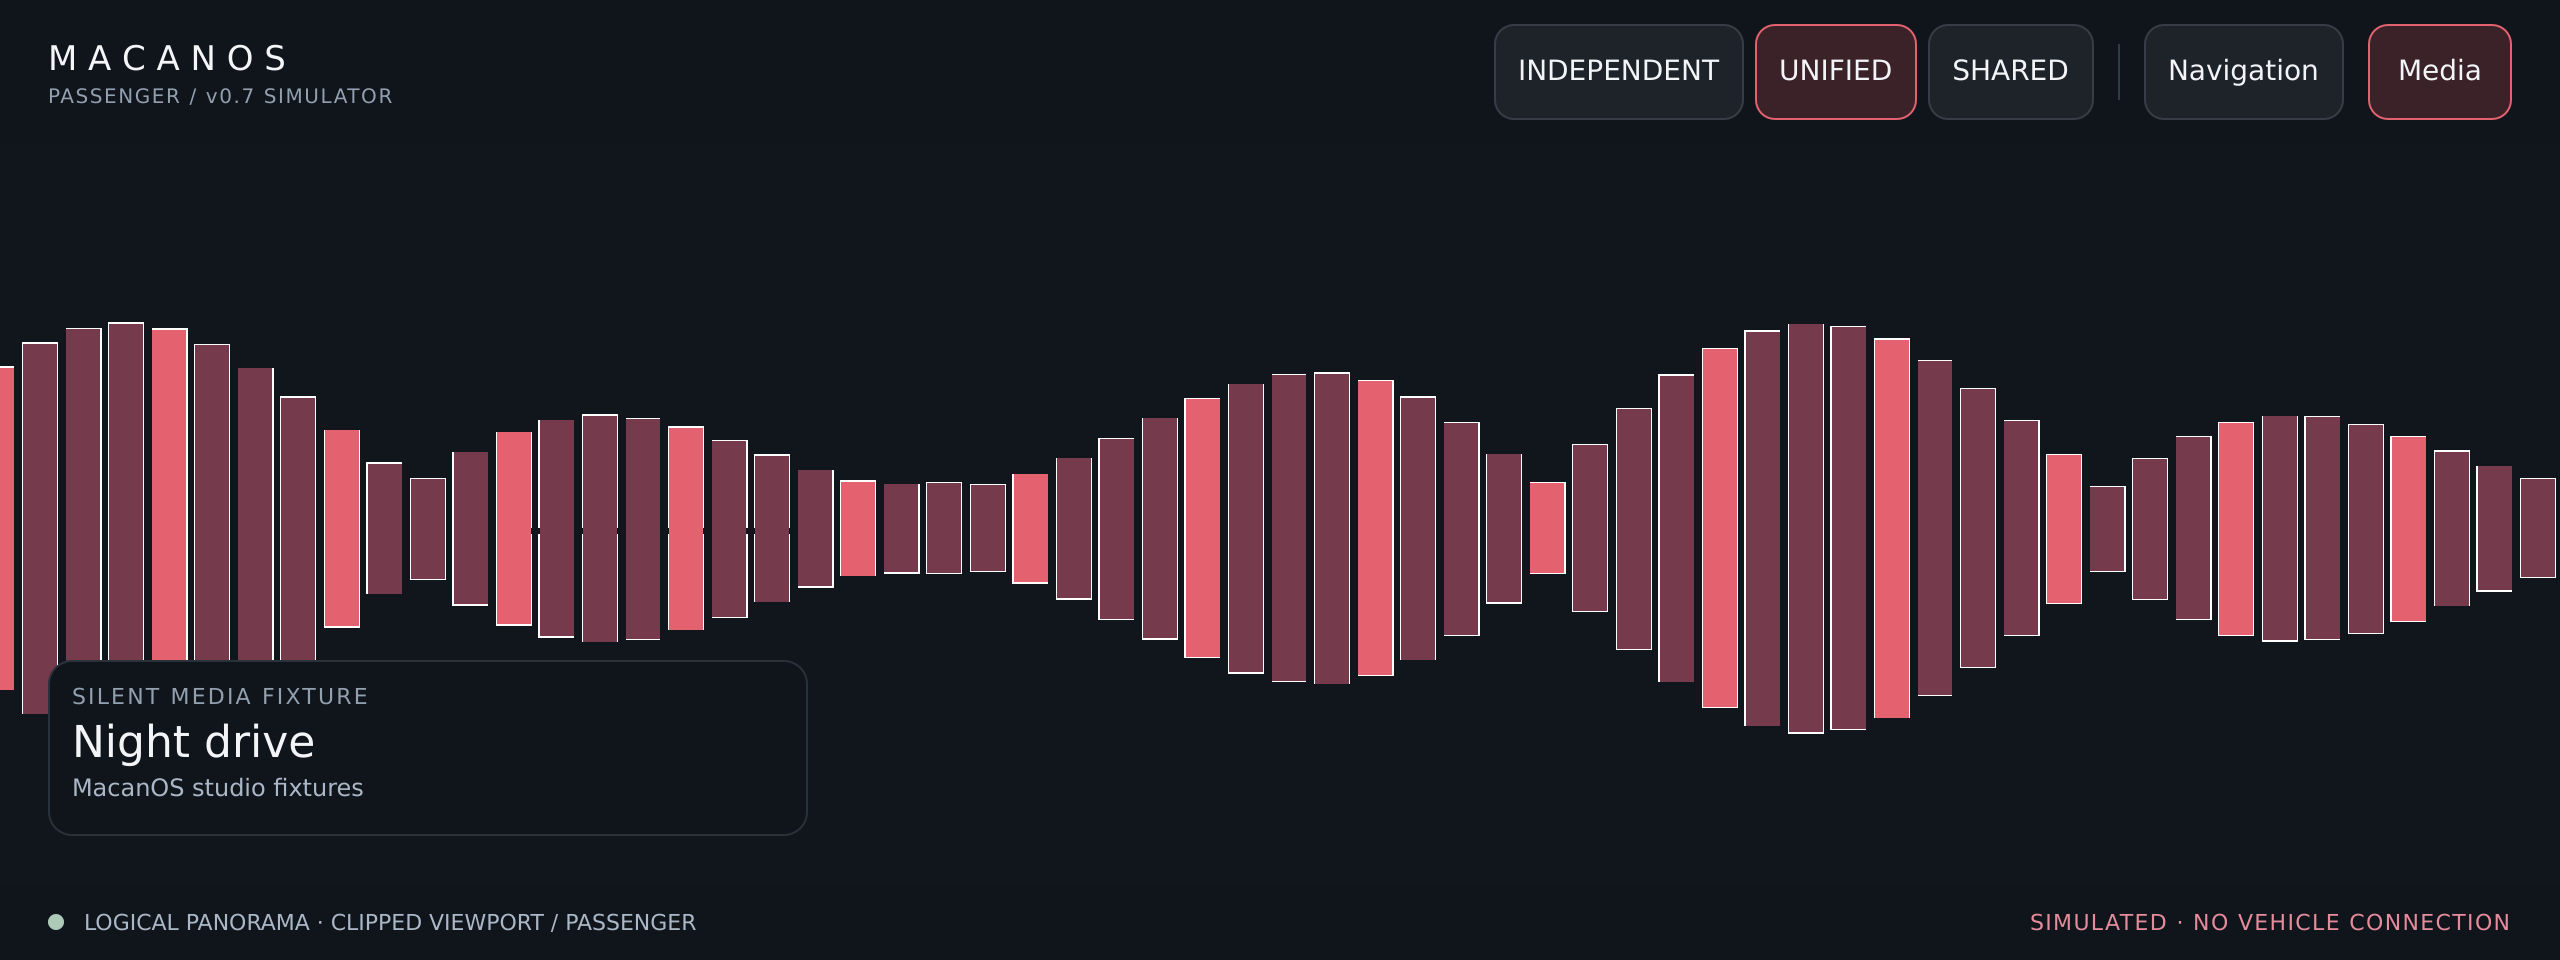 MACANOS
PASSENGER / v0.7 SIMULATOR
INDEPENDENT
UNIFIED
SHARED
Navigation
Media
SILENT MEDIA FIXTURE
Night drive
MacanOS studio fixtures
LOGICAL PANORAMA · CLIPPED VIEWPORT / PASSENGER
SIMULATED · NO VEHICLE CONNECTION